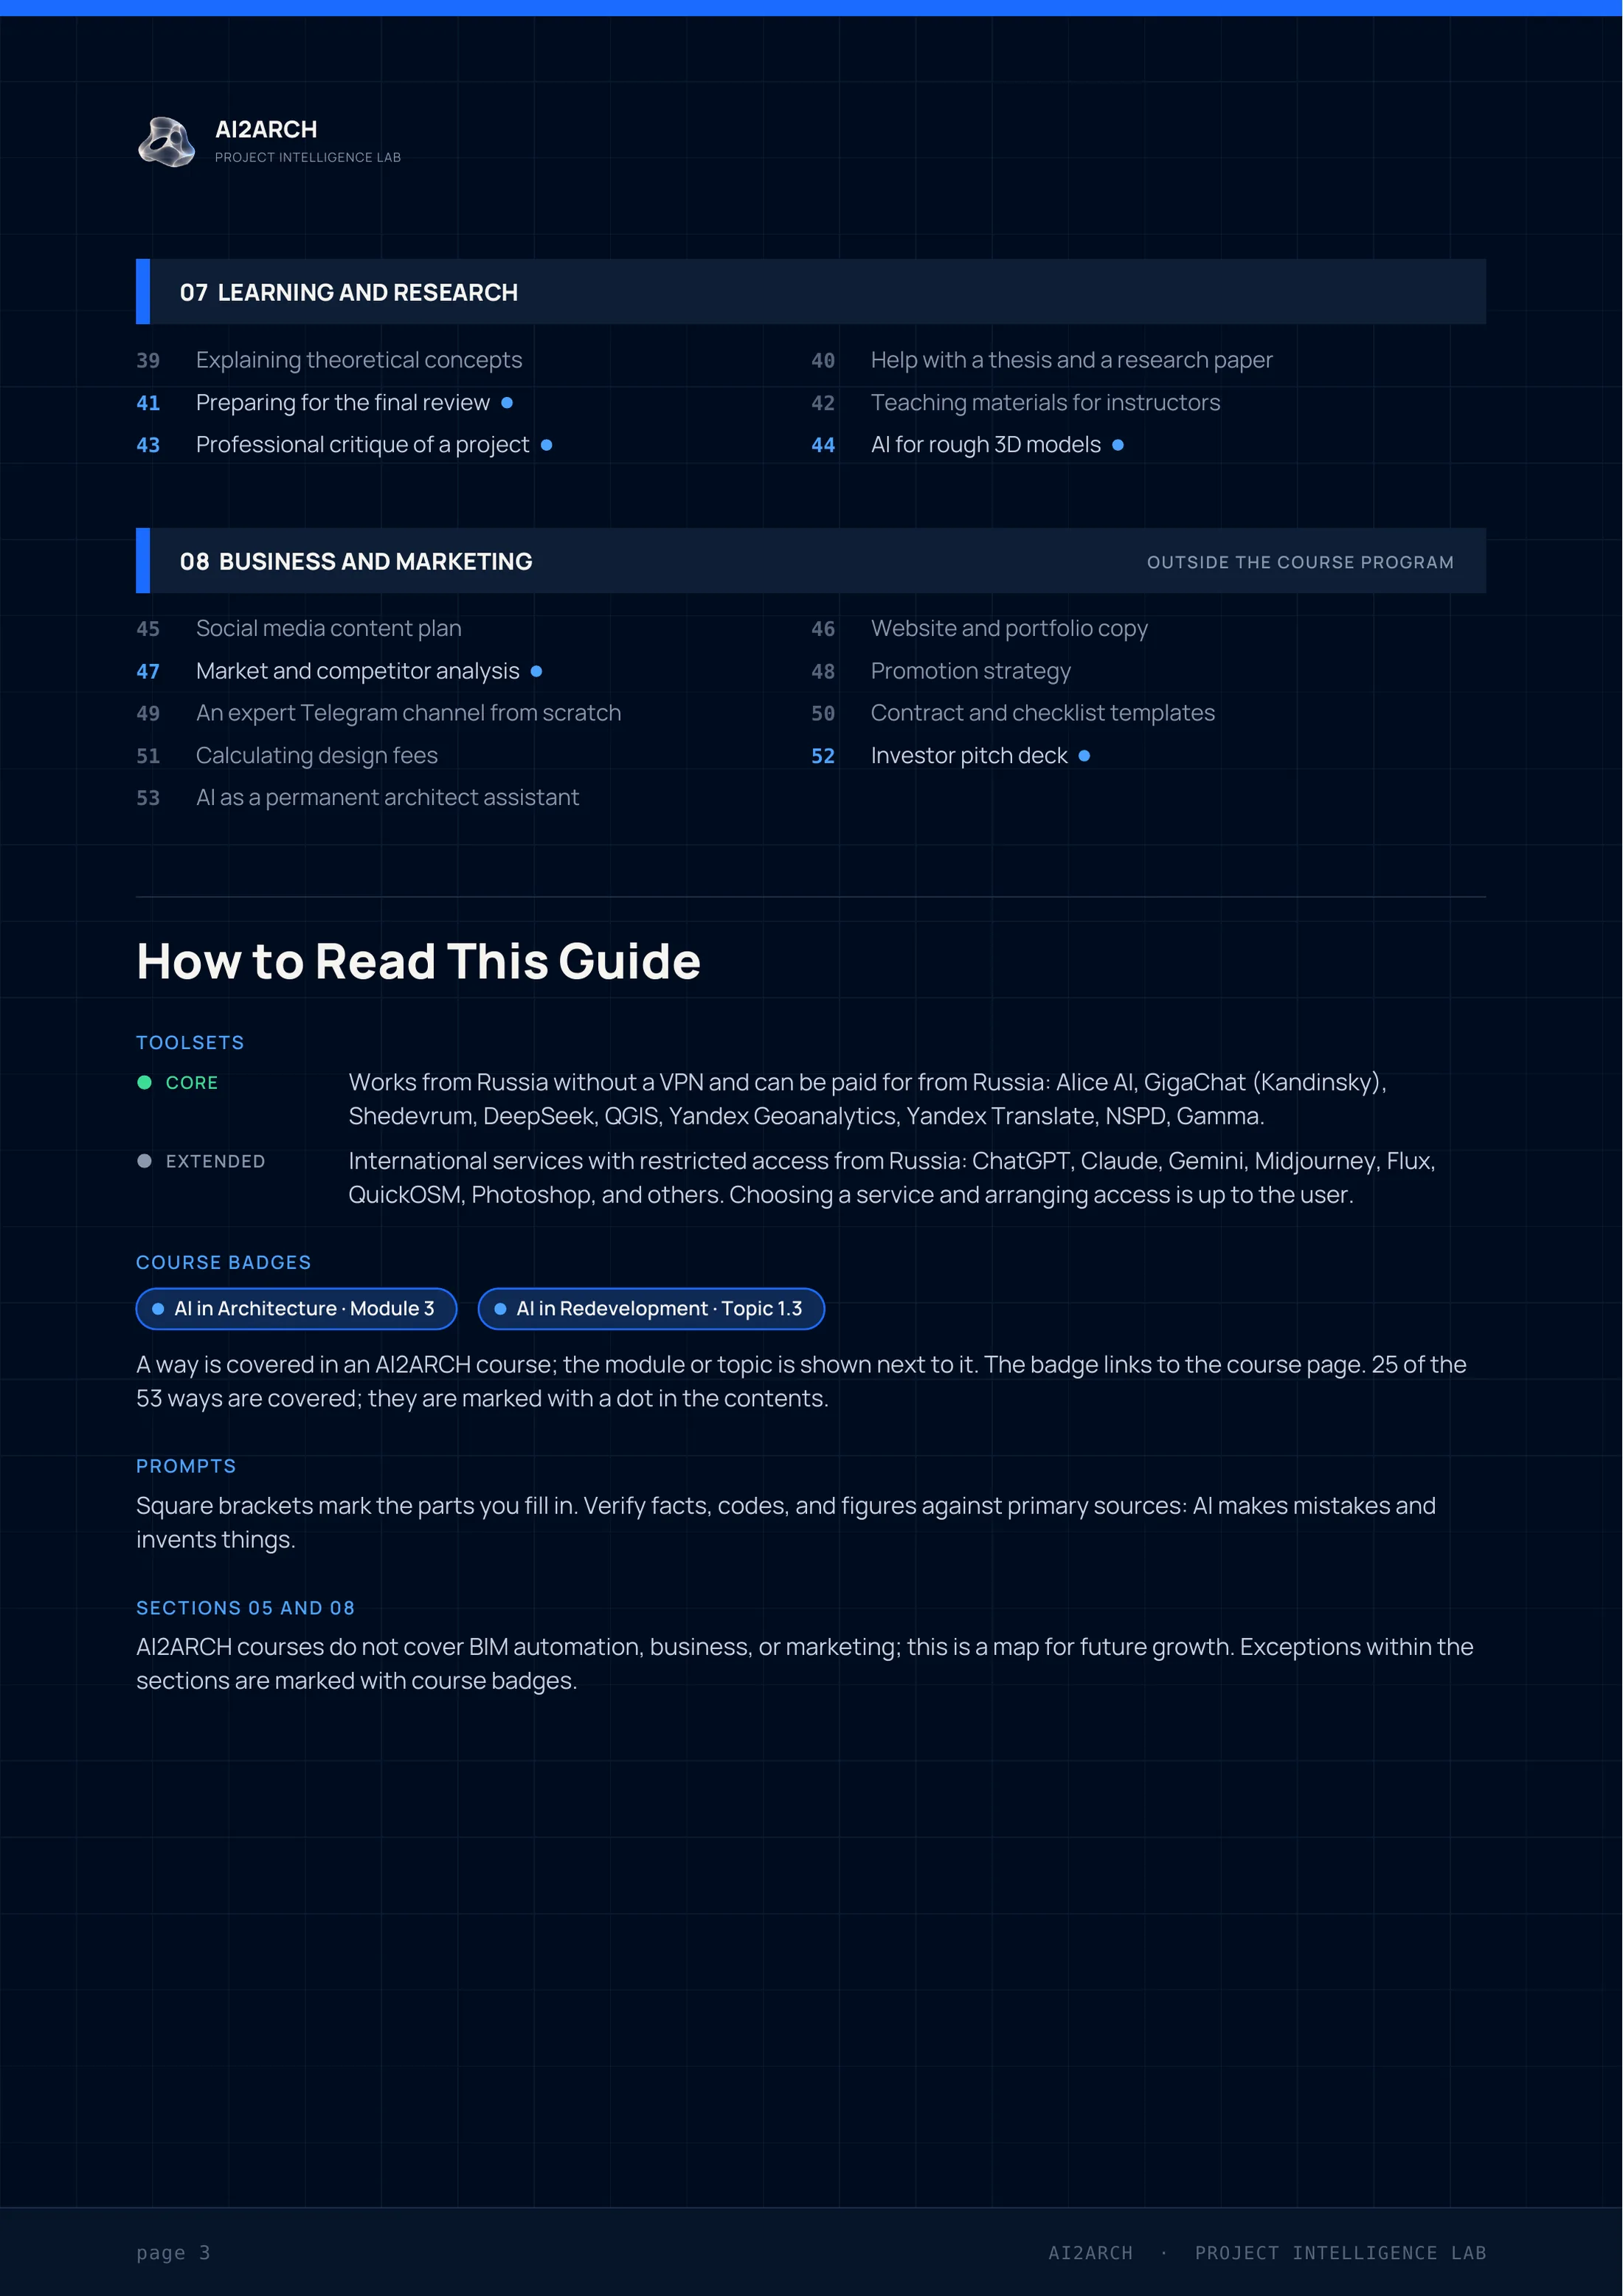 AI2ARCH
PROJECT INTELLIGENCE LAB
07 LEARNING AND RESEARCH
39 Explaining theoretical concepts
40 Help with a thesis and a research paper
41 Preparing for the final review
42 Teaching materials for instructors
43 Professional critique of a project
44 AI for rough 3D models
08 BUSINESS AND MARKETING
OUTSIDE THE COURSE PROGRAM
45 Social media content plan
46 Website and portfolio copy
47 Market and competitor analysis
48 Promotion strategy
49 An expert Telegram channel from scratch
50 Contract and checklist templates
51 Calculating design fees
52 Investor pitch deck
53 AI as a permanent architect assistant
How to Read This Guide
TOOLSETS
CORE
Works from Russia without a VPN and can be paid for from Russia: Alice AI, GigaChat (Kandinsky),
Shedevrum, DeepSeek, QGIS, Yandex Geoanalytics, Yandex Translate, NSPD, Gamma.
EXTENDED
International services with restricted access from Russia: ChatGPT, Claude, Gemini, Midjourney, Flux,
QuickOSM, Photoshop, and others. Choosing a service and arranging access is up to the user.
COURSE BADGES
AI in Architecture · Module 3
AI in Redevelopment · Topic 1.3
A way is covered in an AI2ARCH course; the module or topic is shown next to it. The badge links to the course page. 25 of the
53 ways are covered; they are marked with a dot in the contents.
PROMPTS
Square brackets mark the parts you fill in. Verify facts, codes, and figures against primary sources: AI makes mistakes and
invents things.
SECTIONS 05 AND 08
AI2ARCH courses do not cover BIM automation, business, or marketing; this is a map for future growth. Exceptions within the
sections are marked with course badges.
page 3
AI2ARCH · PROJECT INTELLIGENCE LAB